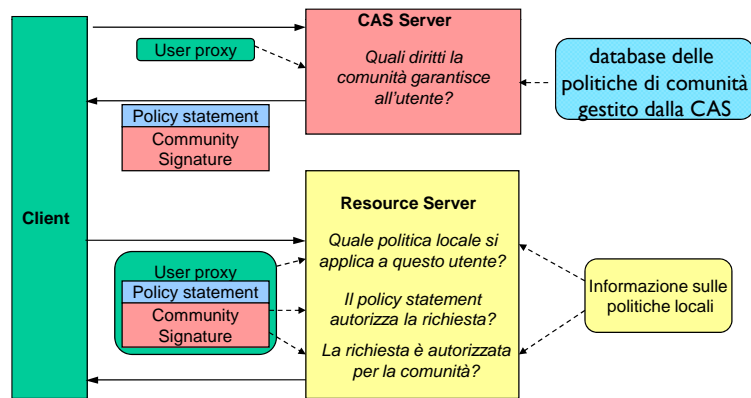 CAS Server
User proxy
Quali diritti la
comunità garantisce
all'utente?
database delle
politiche di comunità
gestito dalla CAS
Policy statement
Community
Signature
Client
Resource Server
Quale politica locale si
applica a questo utente?
User proxy
Policy statement
Community
Signature
Il policy statement
autorizza la richiesta?
La richiesta è autorizzata
per la comunità?
Informazione sulle
politiche locali